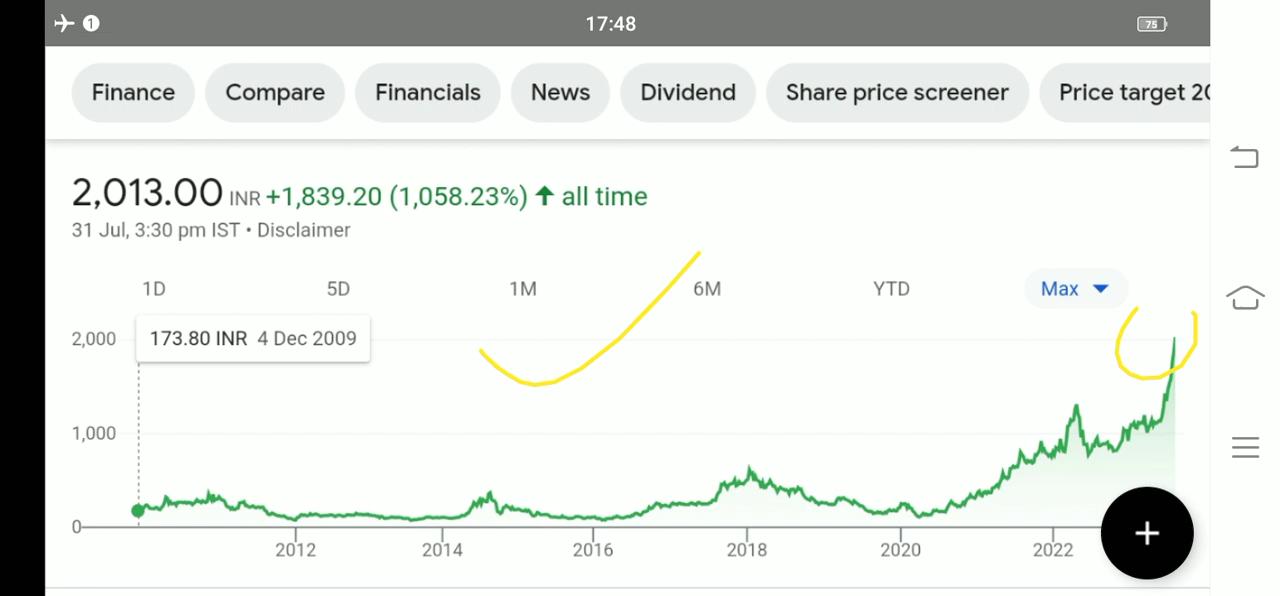 1 17:48 75
Finance Compare Financials News Dividend Share price screener Price target 20
2,013.00 INR +1,839.20 (1,058.23%) ↑ all time
31 Jul, 3:30 pm IST • Disclaimer
1D 5D 1M 6M YTD Max
2,000 173.80 INR 4 Dec 2009
1,000
0
2012 2014 2016 2018 2020 2022
+